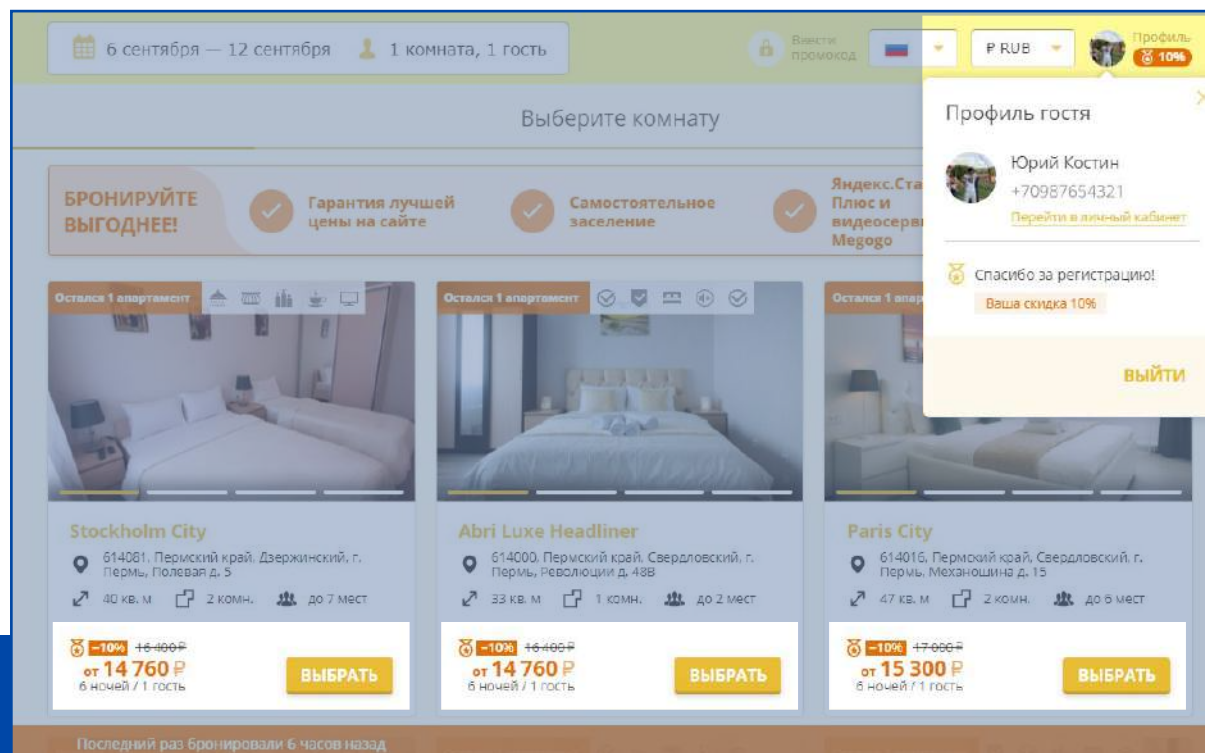 6 сентября — 12 сентября
1 комната, 1 гость
Ввести
промокод
₽ RUB
Профиль
10%
Выберите комнату
Профиль гостя
Юрий Костин
+70987654321
Перейти в личный кабинет
Спасибо за регистрацию!
Ваша скидка 10%
ВЫЙТИ
БРОНИРУЙТЕ
ВЫГОДНЕЕ!
Гарантия лучшей
цены на сайте
Самостоятельное
заселение
Яндекс.Ста
Плюс и
видеосерв
Megogo
Остался 1 апартамент
Остался 1 апартамент
Остался 1 апар
Stockholm City
614081, Пермский край, Дзержинский, г.
Пермь, Полевая д. 5
40 кв. м 2 комн. до 7 мест
-10% 16 400 ₽
от 14 760 ₽
6 ночей / 1 гость
ВЫБРАТЬ
Abri Luxe Headliner
614000, Пермский край, Свердловский, г.
Пермь, Революции д. 48В
33 кв. м 1 комн. до 2 мест
-10% 16 400 ₽
от 14 760 ₽
6 ночей / 1 гость
ВЫБРАТЬ
Paris City
614016, Пермский край, Свердловский, г.
Пермь, Механошина д. 15
47 кв. м 2 комн. до 6 мест
-10% 17 000 ₽
от 15 300 ₽
6 ночей / 1 гость
ВЫБРАТЬ
Последний раз бронировали 6 часов назад